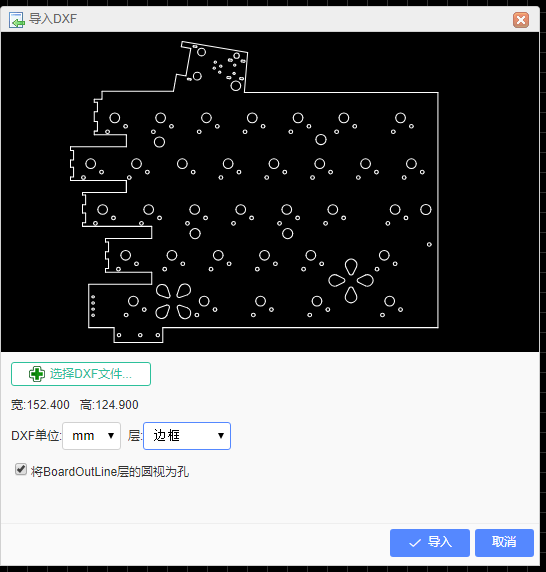 导入DXF
选择DXF文件...
宽:152.400 高:124.900
DXF单位: mm 层: 边框
将BoardOutLine层的圆视为孔
导入 取消